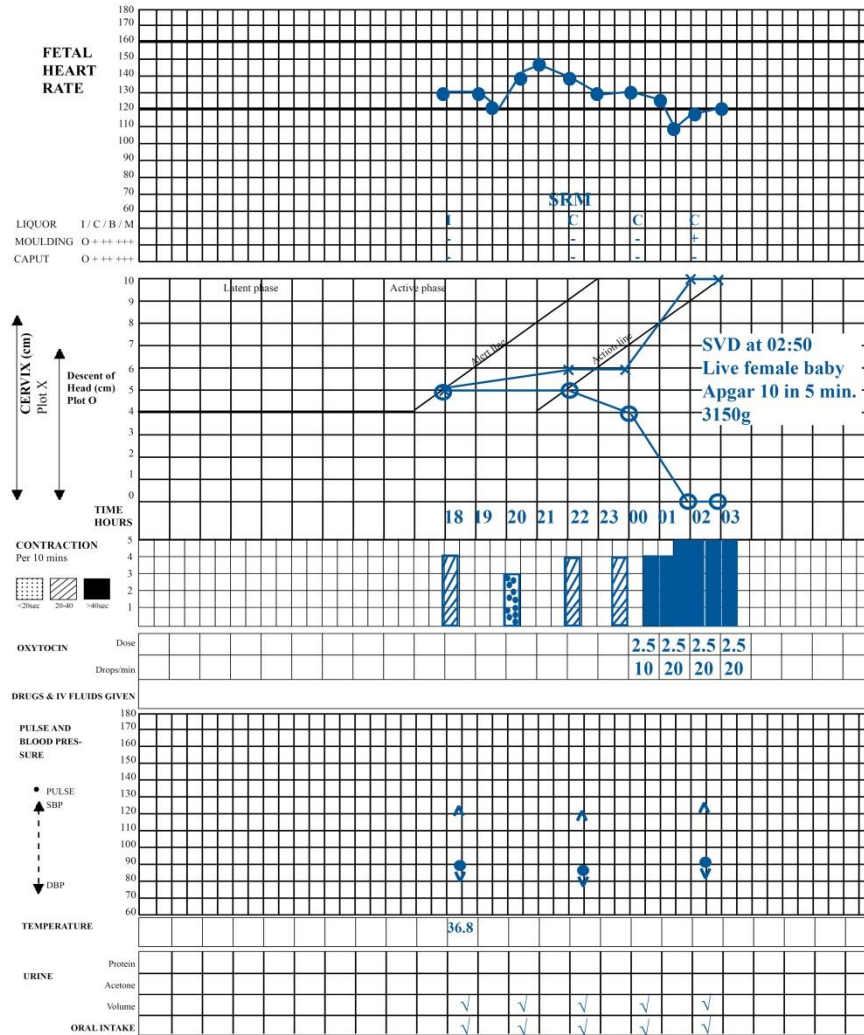 180
170
160
FETAL
HEART
RATE
150
140
130
120
110
100
90
80
70
60
SRM
LIQUOR I / C / B / M I C C C
MOULDING O + ++ +++ - - - +
CAPUT O + ++ +++ - - - -
10
9
8
7
6
5
4
3
2
1
0
Latent phase Active phase
Alert line
Action line
CERVIX (cm)
Plot X
Descent of
Head (cm)
Plot O
SVD at 02:50
Live female baby
Apgar 10 in 5 min.
3150g
TIME
HOURS
18 19 20 21 22 23 00 01 02 03
CONTRACTION
Per 10 mins
5
4
3
2
1
<20sec 20-40 >40sec
OXYTOCIN
Dose 2.5 2.5 2.5 2.5
Drops/min 10 20 20 20
DRUGS & IV FLUIDS GIVEN
PULSE AND
BLOOD PRES-
SURE
180
170
160
150
140
130
120
110
100
90
80
70
60
PULSE
SBP
DBP
TEMPERATURE 36.8
URINE
Protein
Acetone
Volume √ √ √ √ √
ORAL INTAKE √ √ √ √ √